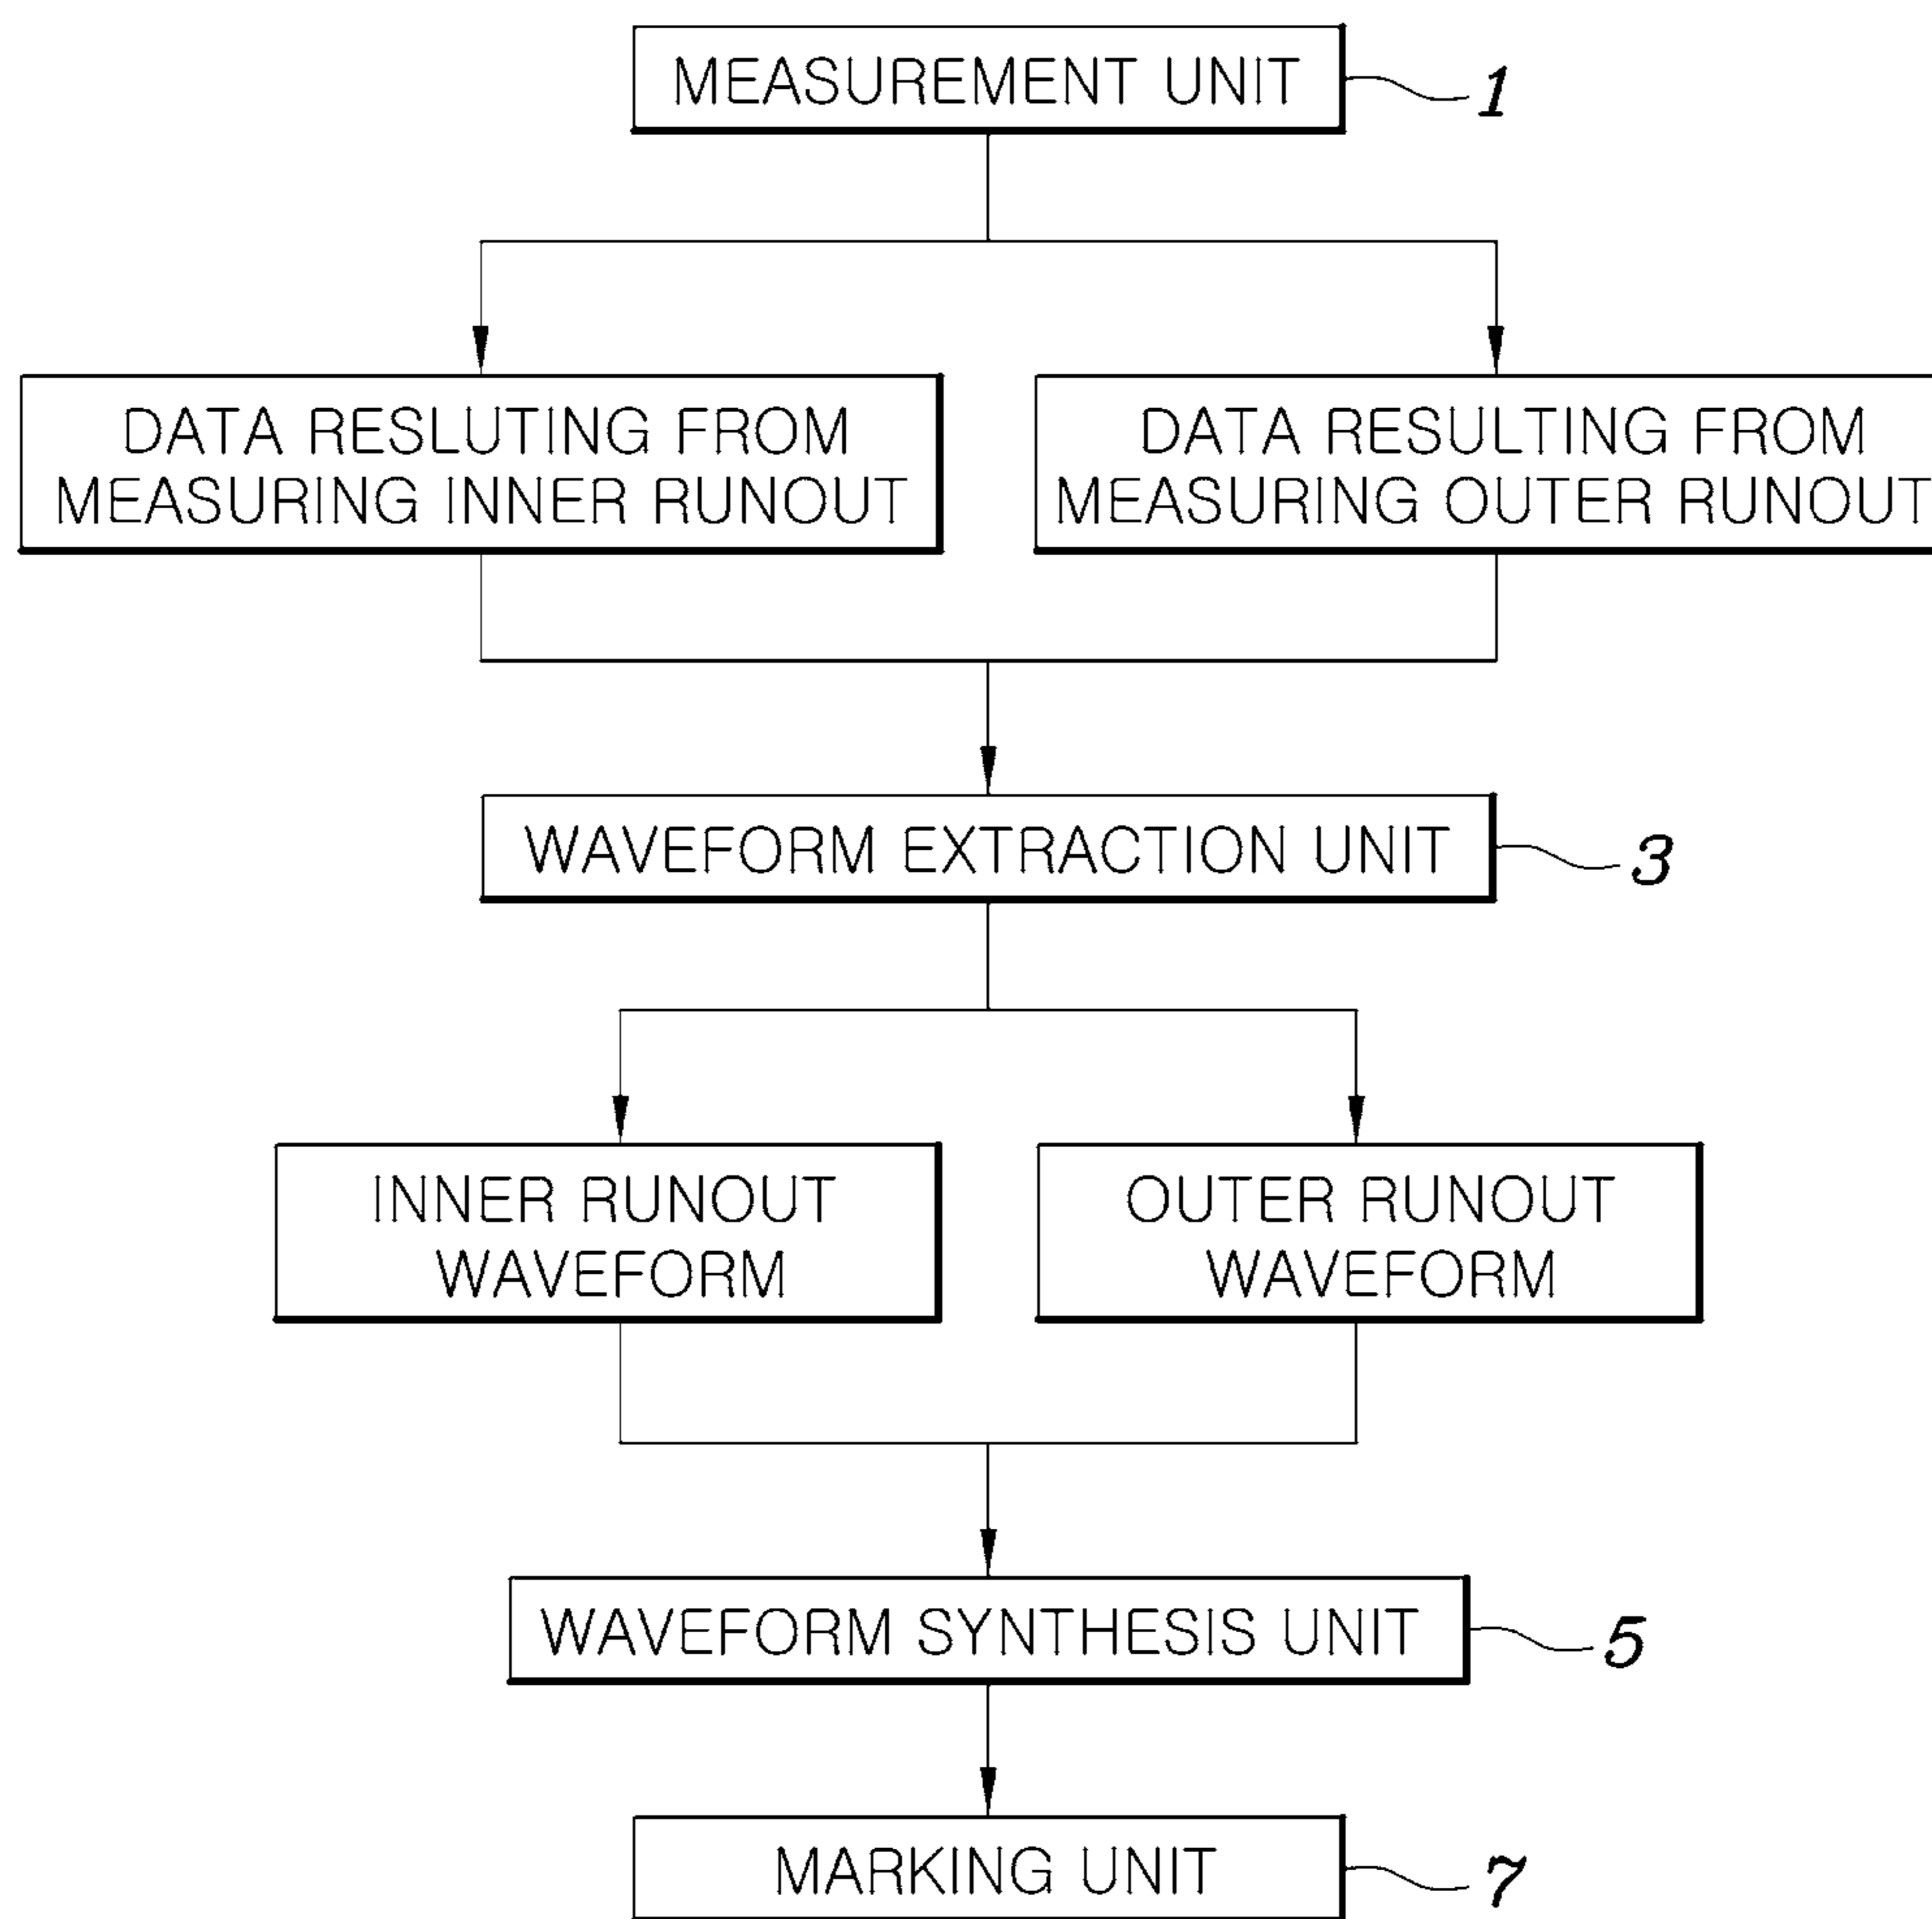 MEASUREMENT UNIT
1
DATA RESLUTING FROM
MEASURING INNER RUNOUT
DATA RESULTING FROM
MEASURING OUTER RUNOUT
WAVEFORM EXTRACTION UNIT
3
INNER RUNOUT
WAVEFORM
OUTER RUNOUT
WAVEFORM
WAVEFORM SYNTHESIS UNIT
5
MARKING UNIT
7